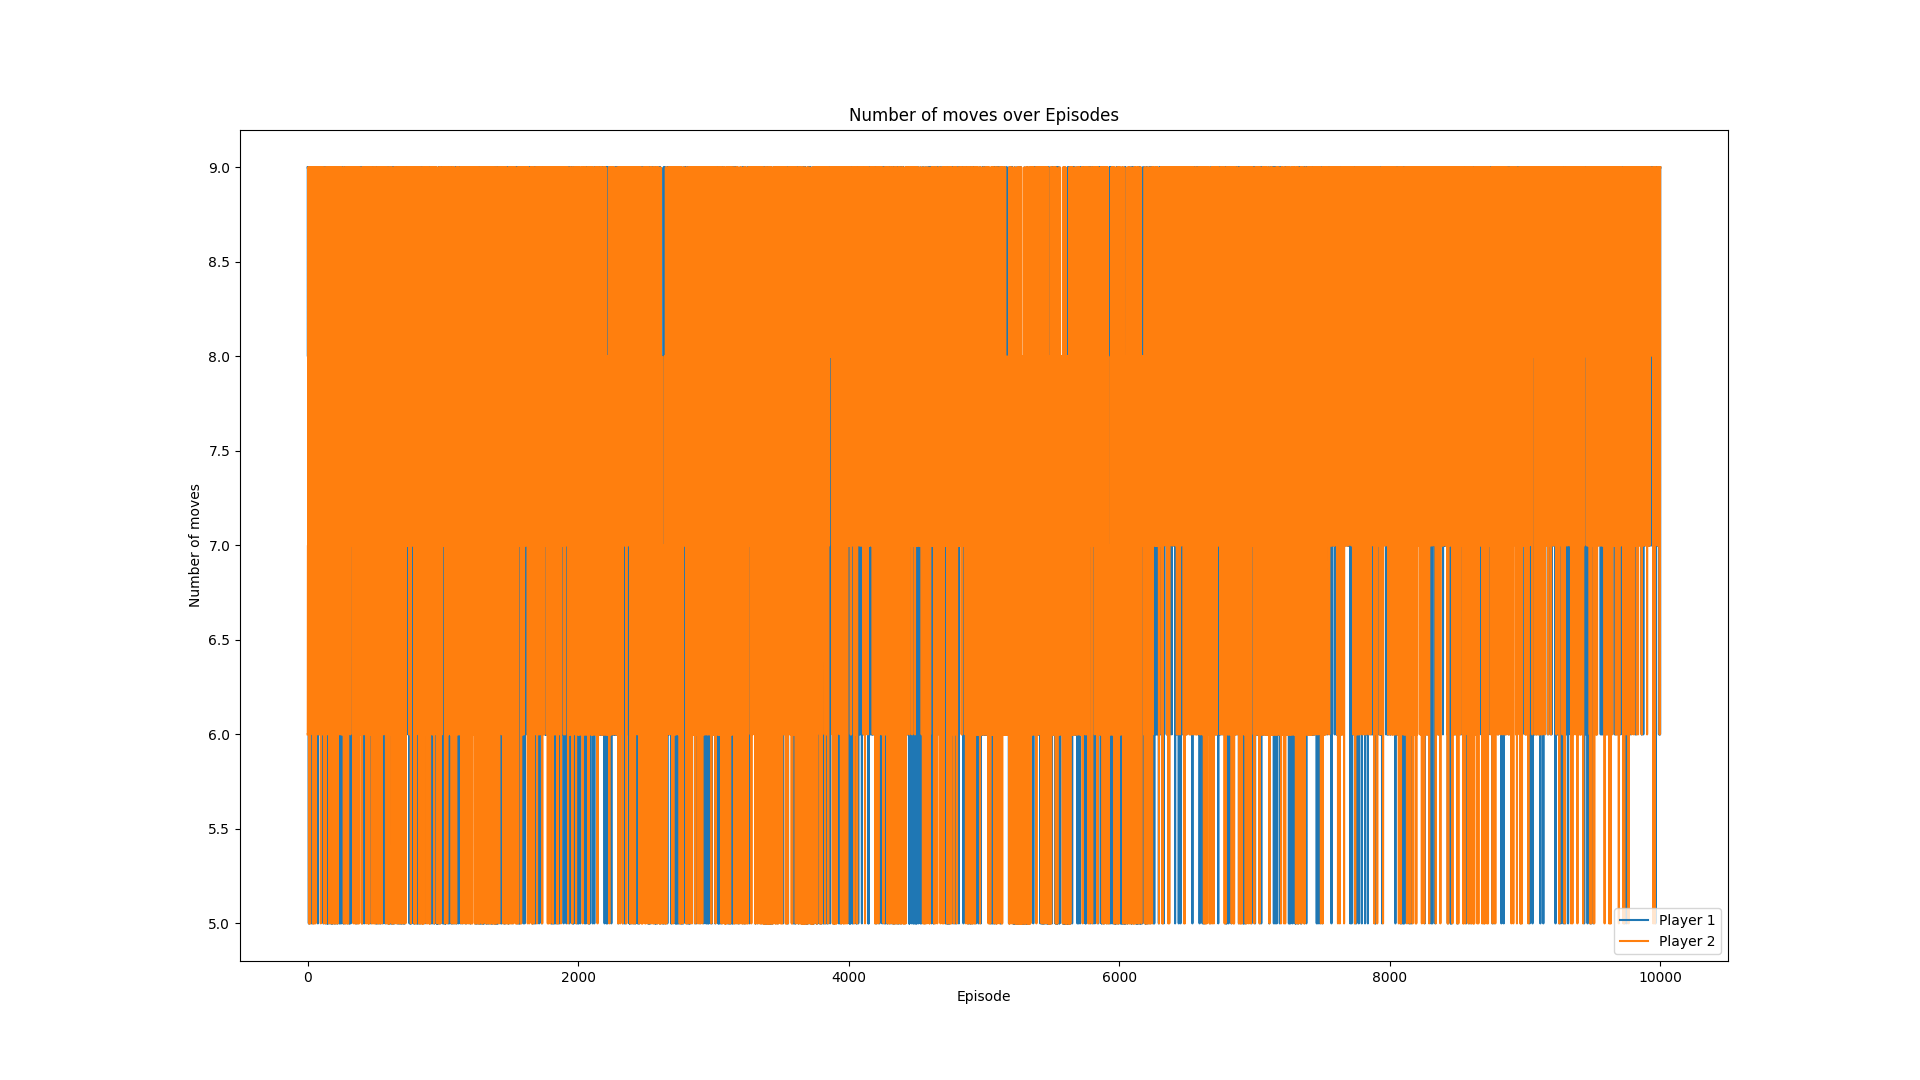 Number of moves over Episodes
9.0
8.5
8.0
7.5
7.0
6.5
6.0
5.5
5.0
Number of moves
0 2000 4000 6000 8000 10000
Episode
Player 1
Player 2